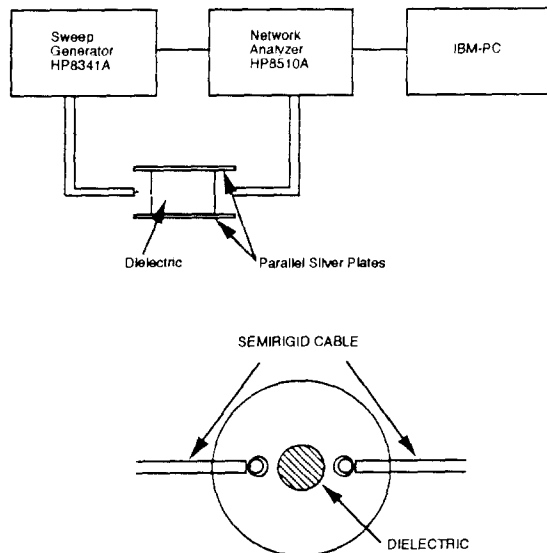 Sweep
Generator
HP8341A
Network
Analyzer
HP8510A
IBM-PC
Dielectric
Parallel Silver Plates
SEMIRIGID CABLE
DIELECTRIC